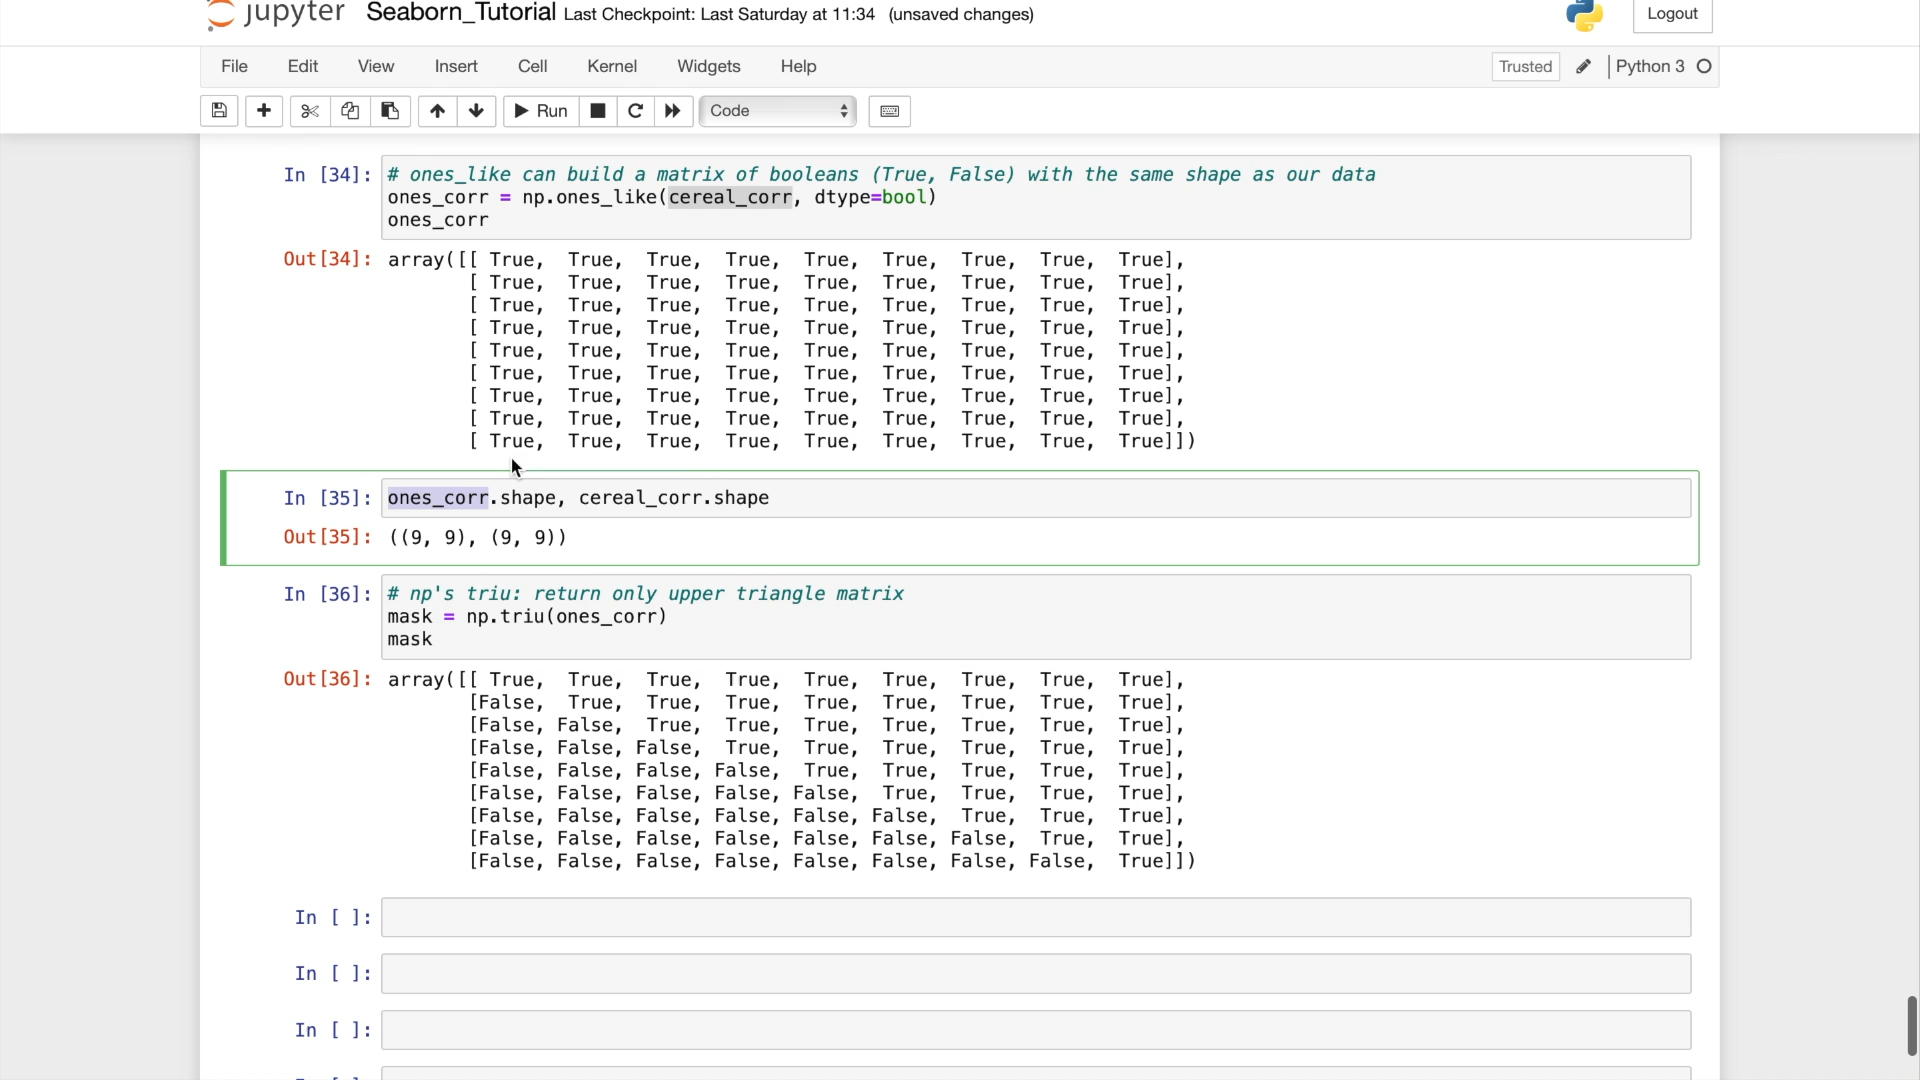 jupyter Seaborn_Tutorial Last Checkpoint: Last Saturday at 11:34 (unsaved changes) Logout
File Edit View Insert Cell Kernel Widgets Help Trusted Python 3
Run Code
In [34]: # ones_like can build a matrix of booleans (True, False) with the same shape as our data
ones_corr = np.ones_like(cereal_corr, dtype=bool)
ones_corr
Out[34]: array([[ True, True, True, True, True, True, True, True, True],
[ True, True, True, True, True, True, True, True, True],
[ True, True, True, True, True, True, True, True, True],
[ True, True, True, True, True, True, True, True, True],
[ True, True, True, True, True, True, True, True, True],
[ True, True, True, True, True, True, True, True, True],
[ True, True, True, True, True, True, True, True, True],
[ True, True, True, True, True, True, True, True, True],
[ True, True, True, True, True, True, True, True, True]])
In [35]: ones_corr.shape, cereal_corr.shape
Out[35]: ((9, 9), (9, 9))
In [36]: # np's triu: return only upper triangle matrix
mask = np.triu(ones_corr)
mask
Out[36]: array([[ True, True, True, True, True, True, True, True, True],
[False, True, True, True, True, True, True, True, True],
[False, False, True, True, True, True, True, True, True],
[False, False, False, True, True, True, True, True, True],
[False, False, False, False, True, True, True, True, True],
[False, False, False, False, False, True, True, True, True],
[False, False, False, False, False, False, True, True, True],
[False, False, False, False, False, False, False, True, True],
[False, False, False, False, False, False, False, False, True]])
In [ ]:
In [ ]:
In [ ]: